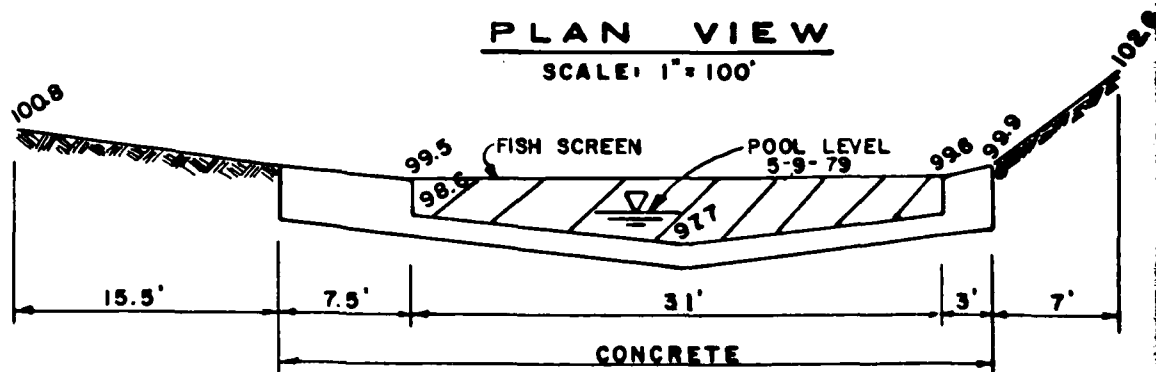 PLAN VIEW
SCALE: 1" = 100'
100.8
99.5
98.6
FISH SCREEN
POOL LEVEL
5-9-79
97.7
99.6
99.9
15.5'
7.5'
31'
3'
7'
CONCRETE